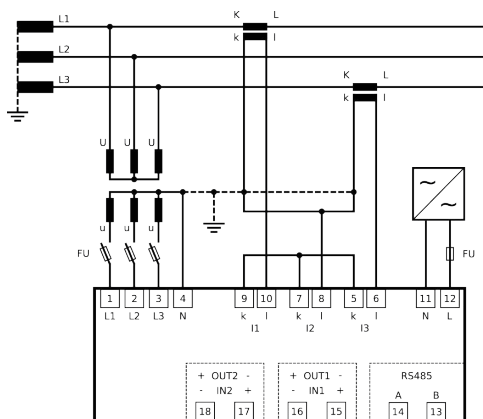 L1
K L
k l
L2
L3
K L
k l
U U U
u u u
FU
FU
1 2 3 4 9 10 7 8 5 6 11 12
L1 L2 L3 N k l k l k l N L
I1 I2 I3
+ OUT2 - + OUT1 - RS485
- IN2 + - IN1 + A B
18 17 16 15 14 13